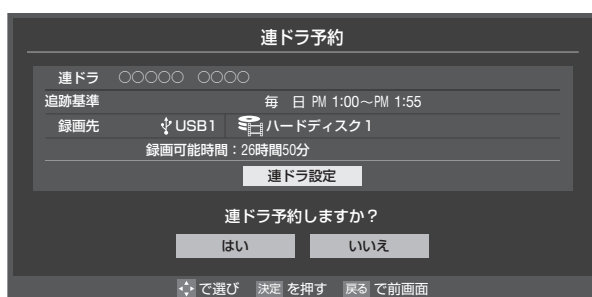 連ドラ予約
連ドラ ○○○○○ ○○○○
追跡基準 毎 日 PM 1:00～PM 1:55
録画先 USB1 ハードディスク1
録画可能時間：26時間50分
連ドラ設定
連ドラ予約しますか？
はい いいえ
で選び 決定 を押す 戻る で前画面